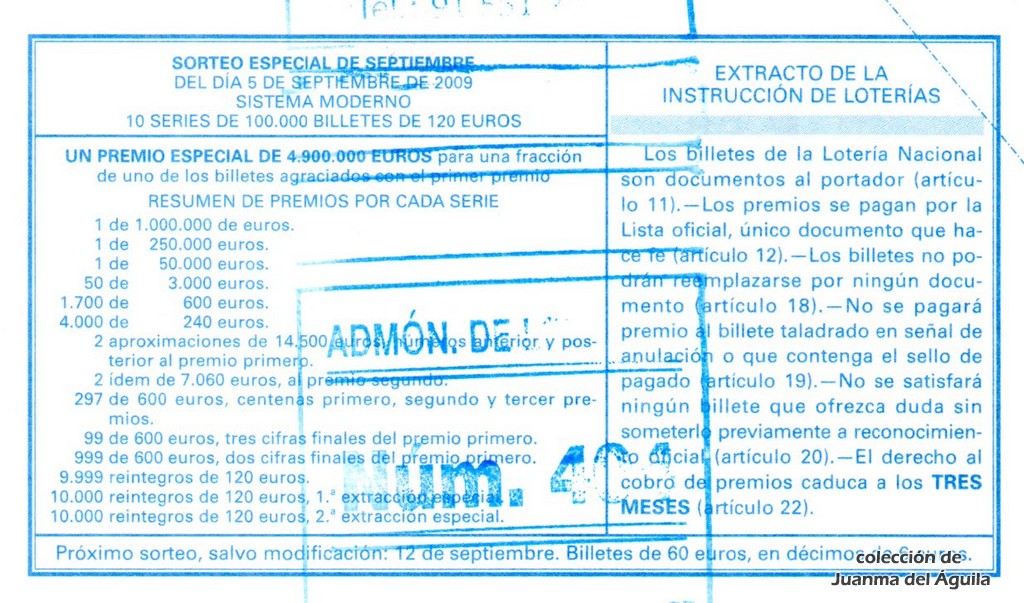 SORTEO ESPECIAL DE SEPTIEMBRE
DEL DÍA 5 DE SEPTIEMBRE DE 2009
SISTEMA MODERNO
10 SERIES DE 100.000 BILLETES DE 120 EUROS
UN PREMIO ESPECIAL DE 4.900.000 EUROS para una fracción
de uno de los billetes agraciados con el primer premio
RESUMEN DE PREMIOS POR CADA SERIE
1 de 1.000.000 de euros.
1 de 250.000 euros.
1 de 50.000 euros.
50 de 3.000 euros.
1.700 de 600 euros.
4.000 de 240 euros.
2 aproximaciones de 14.500 euros, números anterior y pos-
terior al premio primero.
2 ídem de 7.060 euros, al premio segundo.
297 de 600 euros, centenas primero, segundo y tercer pre-
mios.
99 de 600 euros, tres cifras finales del premio primero.
999 de 600 euros, dos cifras finales del premio primero.
9.999 reintegros de 120 euros.
10.000 reintegros de 120 euros, 1.ª extracción especial.
10.000 reintegros de 120 euros, 2.ª extracción especial.
EXTRACTO DE LA
INSTRUCCIÓN DE LOTERÍAS
Los billetes de la Lotería Nacional
son documentos al portador (artícu-
lo 11).—Los premios se pagan por la
Lista oficial, único documento que ha-
ce fe (artículo 12).—Los billetes no po-
drán reemplazarse por ningún docu-
mento (artículo 18).—No se pagará
premio al billete taladrado en señal de
anulación o que contenga el sello de
pagado (artículo 19).—No se satisfará
ningún billete que ofrezca duda sin
someterlo previamente a reconocimien-
to oficial (artículo 20).—El derecho al
cobro de premios caduca a los TRES
MESES (artículo 22).
Próximo sorteo, salvo modificación: 12 de septiembre. Billetes de 60 euros, en décimos de 6 euros.
ADMÓN. DE
Núm.
colección de
Juanma del Águila